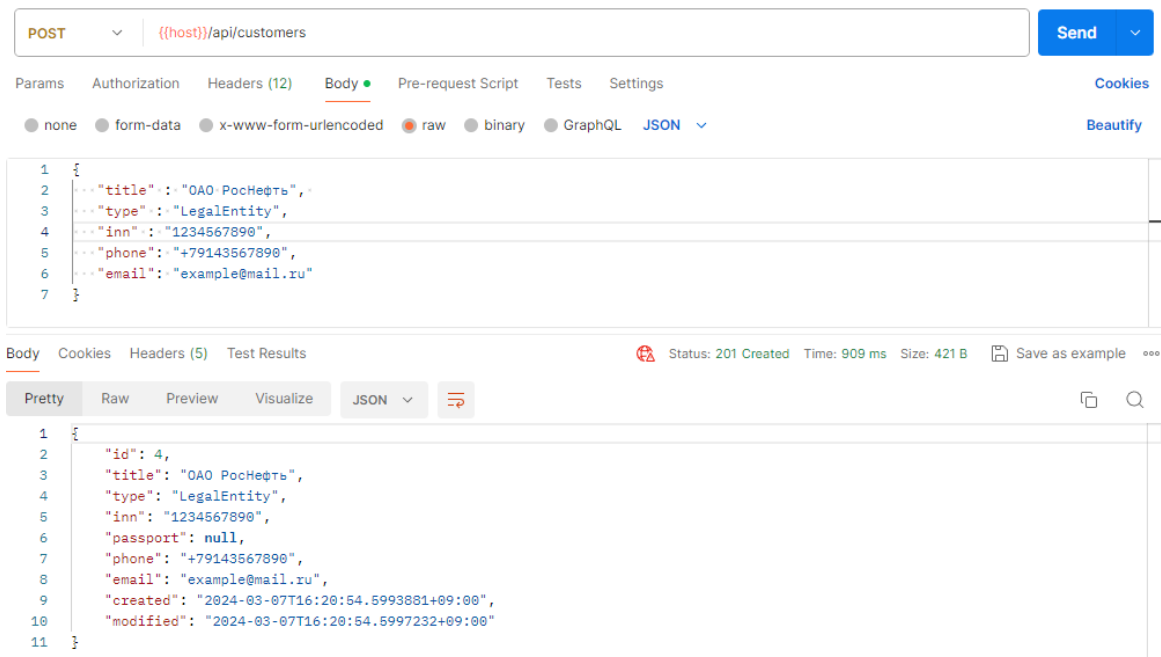 POST {{host}}/api/customers Send
Params Authorization Headers (12) Body Pre-request Script Tests Settings Cookies
none form-data x-www-form-urlencoded raw binary GraphQL JSON Beautify
1 {
2 "title" : "ОАО РосНефть",
3 "type" : "LegalEntity",
4 "inn" : "1234567890",
5 "phone": "+79143567890",
6 "email": "example@mail.ru"
7 }
Body Cookies Headers (5) Test Results Status: 201 Created Time: 909 ms Size: 421 B Save as example
Pretty Raw Preview Visualize JSON
1 {
2 "id": 4,
3 "title": "ОАО РосНефть",
4 "type": "LegalEntity",
5 "inn": "1234567890",
6 "passport": null,
7 "phone": "+79143567890",
8 "email": "example@mail.ru",
9 "created": "2024-03-07T16:20:54.5993881+09:00",
10 "modified": "2024-03-07T16:20:54.5997232+09:00"
11 }